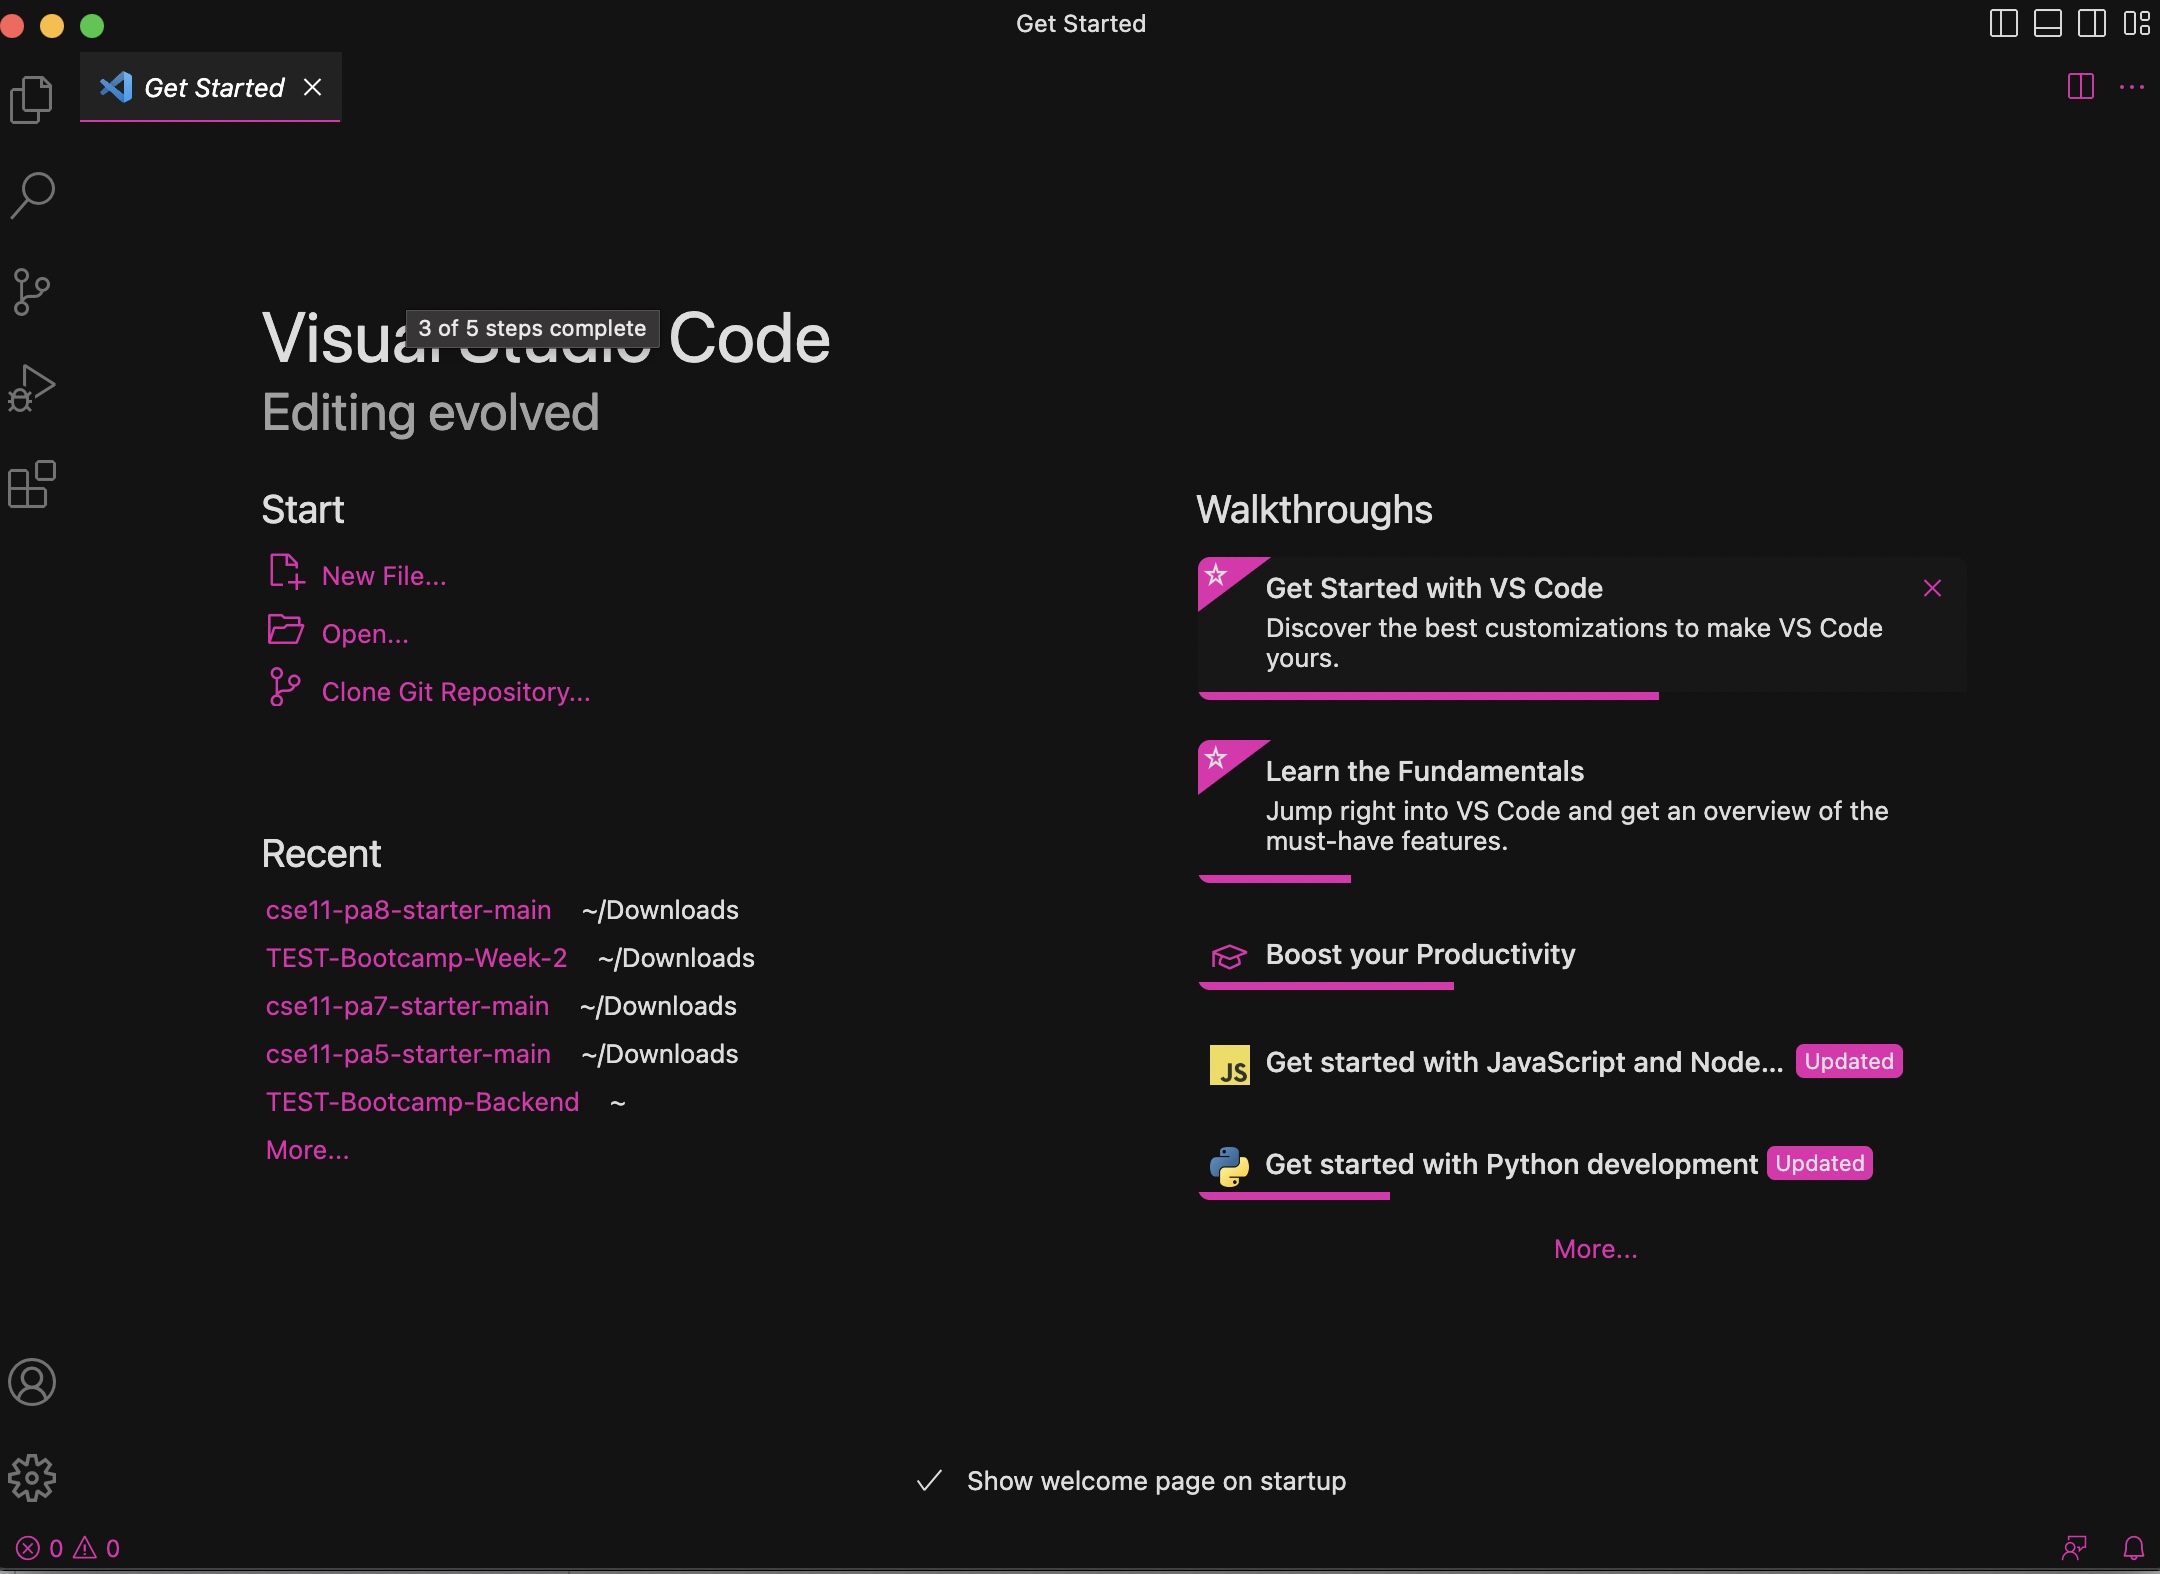 Get Started
Get Started
3 of 5 steps complete
Visual Studio Code
Editing evolved
Start
New File...
Open...
Clone Git Repository...
Recent
cse11-pa8-starter-main ~/Downloads
TEST-Bootcamp-Week-2 ~/Downloads
cse11-pa7-starter-main ~/Downloads
cse11-pa5-starter-main ~/Downloads
TEST-Bootcamp-Backend ~
More...
Walkthroughs
Get Started with VS Code
Discover the best customizations to make VS Code
yours.
Learn the Fundamentals
Jump right into VS Code and get an overview of the
must-have features.
Boost your Productivity
JS
Get started with JavaScript and Node... Updated
Get started with Python development Updated
More...
Show welcome page on startup
0 0